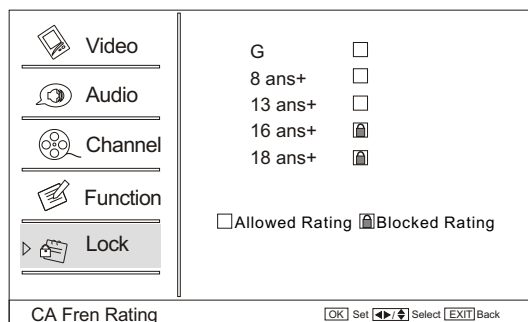 Video
Audio
Channel
Function
Lock
G
8 ans+
13 ans+
16 ans+
18 ans+
Allowed Rating Blocked Rating
CA Fren Rating
OK Set / Select EXIT Back